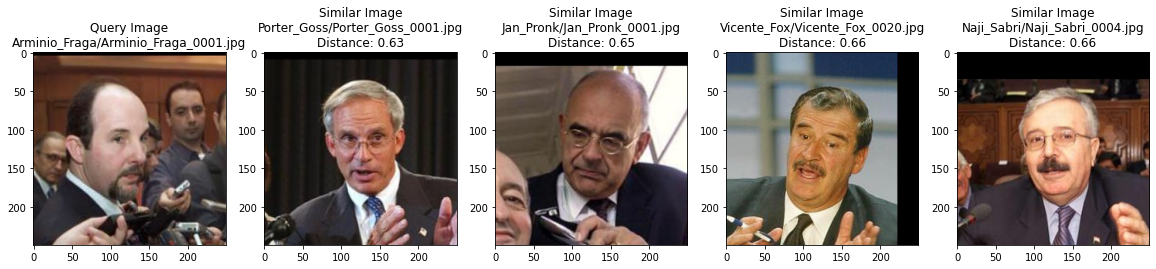 Query Image
Arminio_Fraga/Arminio_Fraga_0001.jpg
Similar Image
Porter_Goss/Porter_Goss_0001.jpg
Distance: 0.63
Similar Image
Jan_Pronk/Jan_Pronk_0001.jpg
Distance: 0.65
Similar Image
Vicente_Fox/Vicente_Fox_0020.jpg
Distance: 0.66
Similar Image
Naji_Sabri/Naji_Sabri_0004.jpg
Distance: 0.66
0
50
100
150
200
0 50 100 150 200
0
50
100
150
200
0 50 100 150 200
0
50
100
150
200
0 50 100 150 200
0
50
100
150
200
0 50 100 150 200
0
50
100
150
200
0 50 100 150 200